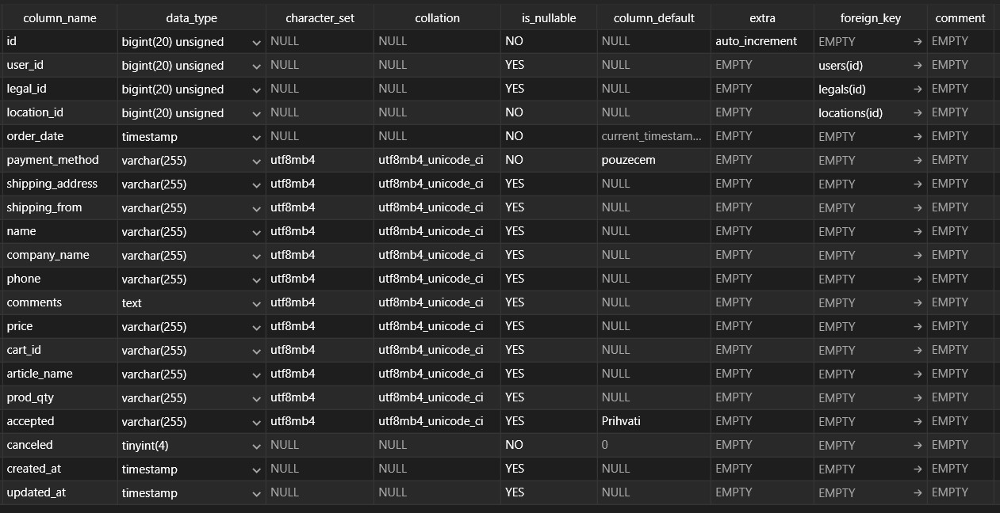 column_name data_type character_set collation is_nullable column_default extra foreign_key comment
id bigint(20) unsigned NULL NULL NO NULL auto_increment EMPTY → EMPTY
user_id bigint(20) unsigned NULL NULL YES NULL EMPTY users(id) → EMPTY
legal_id bigint(20) unsigned NULL NULL YES NULL EMPTY legals(id) → EMPTY
location_id bigint(20) unsigned NULL NULL NO NULL EMPTY locations(id) → EMPTY
order_date timestamp NULL NULL NO current_timestam... EMPTY EMPTY → EMPTY
payment_method varchar(255) utf8mb4 utf8mb4_unicode_ci NO pouzecem EMPTY EMPTY → EMPTY
shipping_address varchar(255) utf8mb4 utf8mb4_unicode_ci YES NULL EMPTY EMPTY → EMPTY
shipping_from varchar(255) utf8mb4 utf8mb4_unicode_ci YES NULL EMPTY EMPTY → EMPTY
name varchar(255) utf8mb4 utf8mb4_unicode_ci YES NULL EMPTY EMPTY → EMPTY
company_name varchar(255) utf8mb4 utf8mb4_unicode_ci YES NULL EMPTY EMPTY → EMPTY
phone varchar(255) utf8mb4 utf8mb4_unicode_ci YES NULL EMPTY EMPTY → EMPTY
comments text utf8mb4 utf8mb4_unicode_ci YES NULL EMPTY EMPTY → EMPTY
price varchar(255) utf8mb4 utf8mb4_unicode_ci YES NULL EMPTY EMPTY → EMPTY
cart_id varchar(255) utf8mb4 utf8mb4_unicode_ci YES NULL EMPTY EMPTY → EMPTY
article_name varchar(255) utf8mb4 utf8mb4_unicode_ci YES NULL EMPTY EMPTY → EMPTY
prod_qty varchar(255) utf8mb4 utf8mb4_unicode_ci YES NULL EMPTY EMPTY → EMPTY
accepted varchar(255) utf8mb4 utf8mb4_unicode_ci YES Prihvati EMPTY EMPTY → EMPTY
canceled tinyint(4) NULL NULL NO 0 EMPTY EMPTY → EMPTY
created_at timestamp NULL NULL YES NULL EMPTY EMPTY → EMPTY
updated_at timestamp NULL NULL YES NULL EMPTY EMPTY → EMPTY